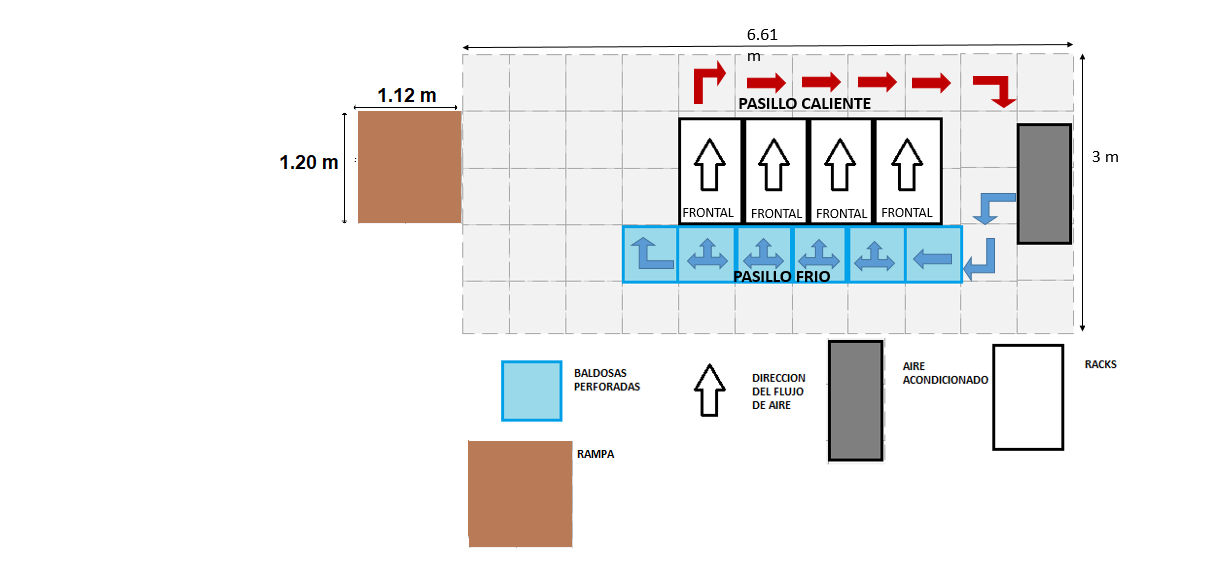 6.61
m
1.12 m
PASILLO CALIENTE
1.20 m
3 m
FRONTAL
FRONTAL
FRONTAL
FRONTAL
PASILLO FRIO
BALDOSAS
PERFORADAS
DIRECCION
DEL FLUJO
DE AIRE
AIRE
ACONDICIONADO
RACKS
RAMPA